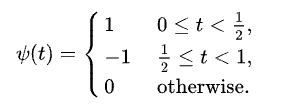 1 0 ≤ t < 1/2,
ψ(t) = { −1 1/2 ≤ t < 1,
0 otherwise.